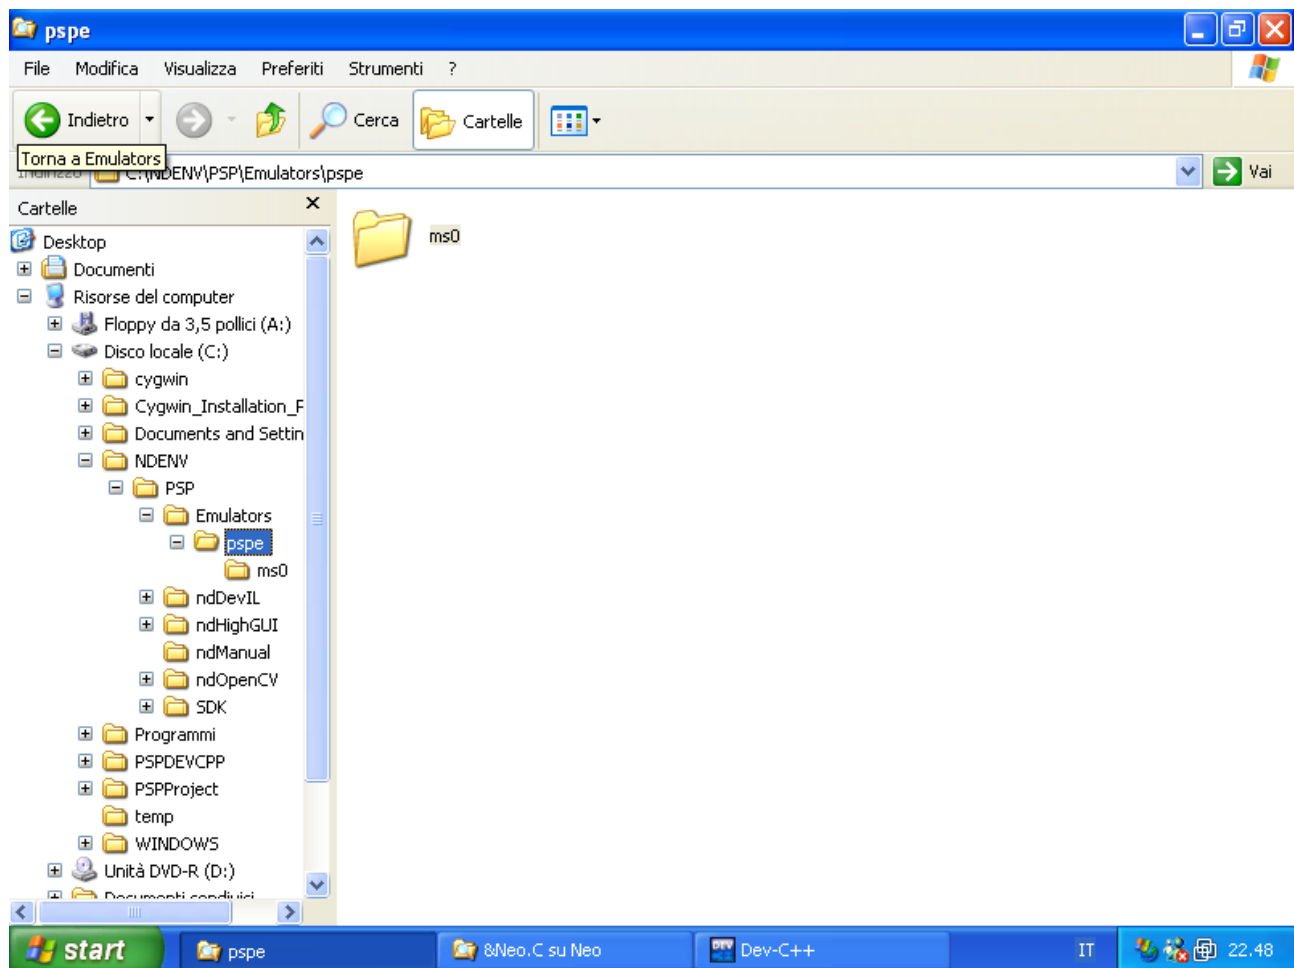 pspe
File Modifica Visualizza Preferiti Strumenti ?
Indietro Cerca Cartelle
Torna a Emulators
C:\NDENV\PSP\Emulators\pspe Vai
Cartelle
ms0
Desktop
Documenti
Risorse del computer
Floppy da 3,5 pollici (A:)
Disco locale (C:)
cygwin
Cygwin_Installation_F
Documents and Settin
NDENV
PSP
Emulators
pspe
ms0
ndDevIL
ndHighGUI
ndManual
ndOpenCV
SDK
Programmi
PSPDEVCPP
PSPProject
temp
WINDOWS
Unità DVD-R (D:)
Documenti condivisi
start pspe &Neo.C su Neo Dev-C++ IT 22.48